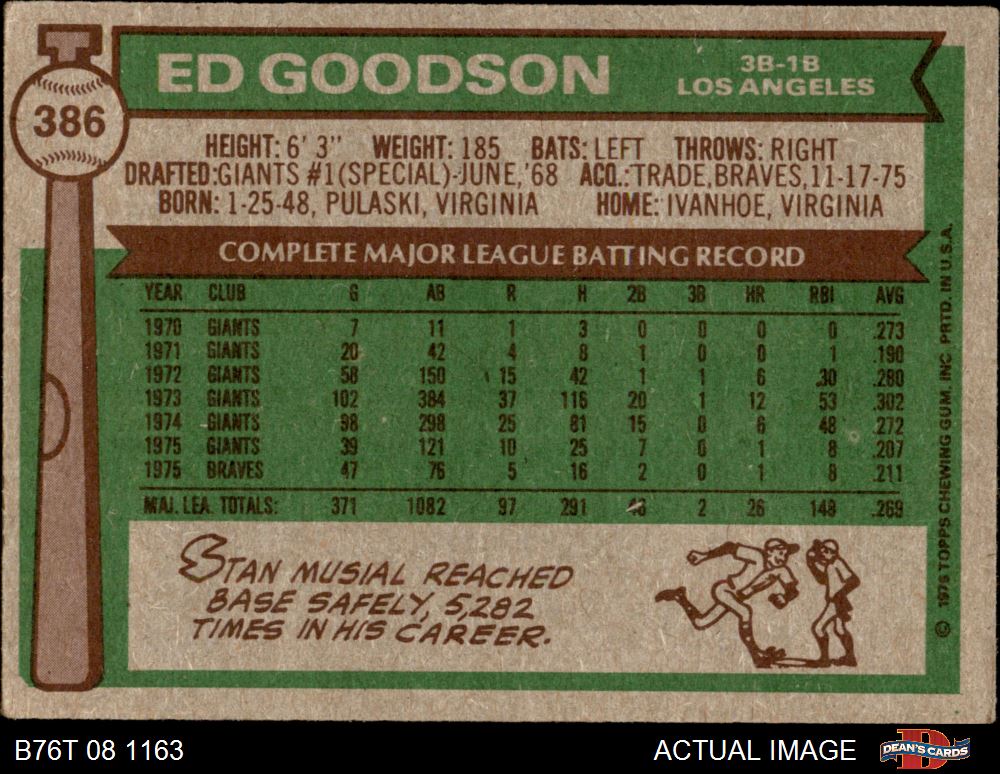 ED GOODSON
3B-1B
LOS ANGELES
386
HEIGHT: 6' 3" WEIGHT: 185 BATS: LEFT THROWS: RIGHT
DRAFTED: GIANTS #1(SPECIAL)-JUNE,'68 ACQ.: TRADE, BRAVES, 11-17-75
BORN: 1-25-48, PULASKI, VIRGINIA HOME: IVANHOE, VIRGINIA
COMPLETE MAJOR LEAGUE BATTING RECORD
YEAR CLUB G AB R H 2B 3B HR RBI AVG
1970 GIANTS 7 11 1 3 0 0 0 0 .273
1971 GIANTS 20 42 4 8 1 0 0 1 .190
1972 GIANTS 58 150 15 42 1 1 6 30 .280
1973 GIANTS 102 384 37 116 20 1 12 53 .302
1974 GIANTS 98 298 25 81 15 0 6 48 .272
1975 GIANTS 39 121 10 25 7 0 1 8 .207
1975 BRAVES 47 76 5 16 2 0 1 8 .211
MAJ. LEA. TOTALS: 371 1082 97 291 2 26 148 .269
STAN MUSIAL REACHED
BASE SAFELY, 5,282
TIMES IN HIS CAREER.
© 1976 TOPPS CHEWING GUM, INC. PRTD. IN U.S.A.
B76T 08 1163
ACTUAL IMAGE
DEAN'S CARDS